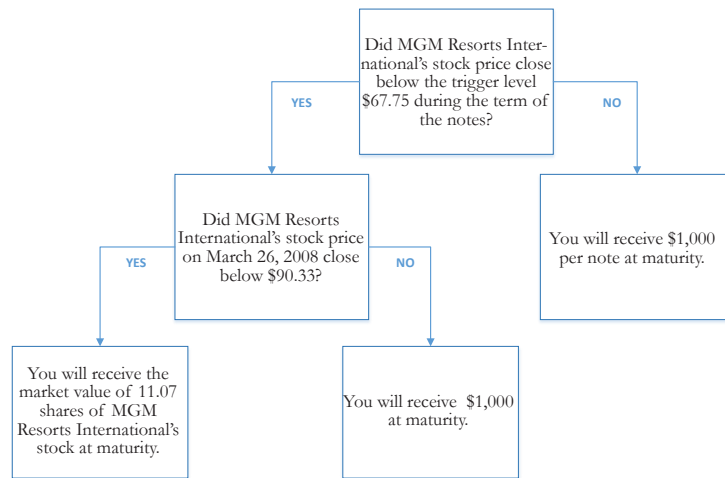 Did MGM Resorts Inter-
national's stock price close
below the trigger level
$67.75 during the term of
the notes?
YES
NO
Did MGM Resorts
International's stock price
on March 26, 2008 close
below $90.33?
You will receive $1,000
per note at maturity.
YES
NO
You will receive the
market value of 11.07
shares of MGM
Resorts International's
stock at maturity.
You will receive $1,000
at maturity.